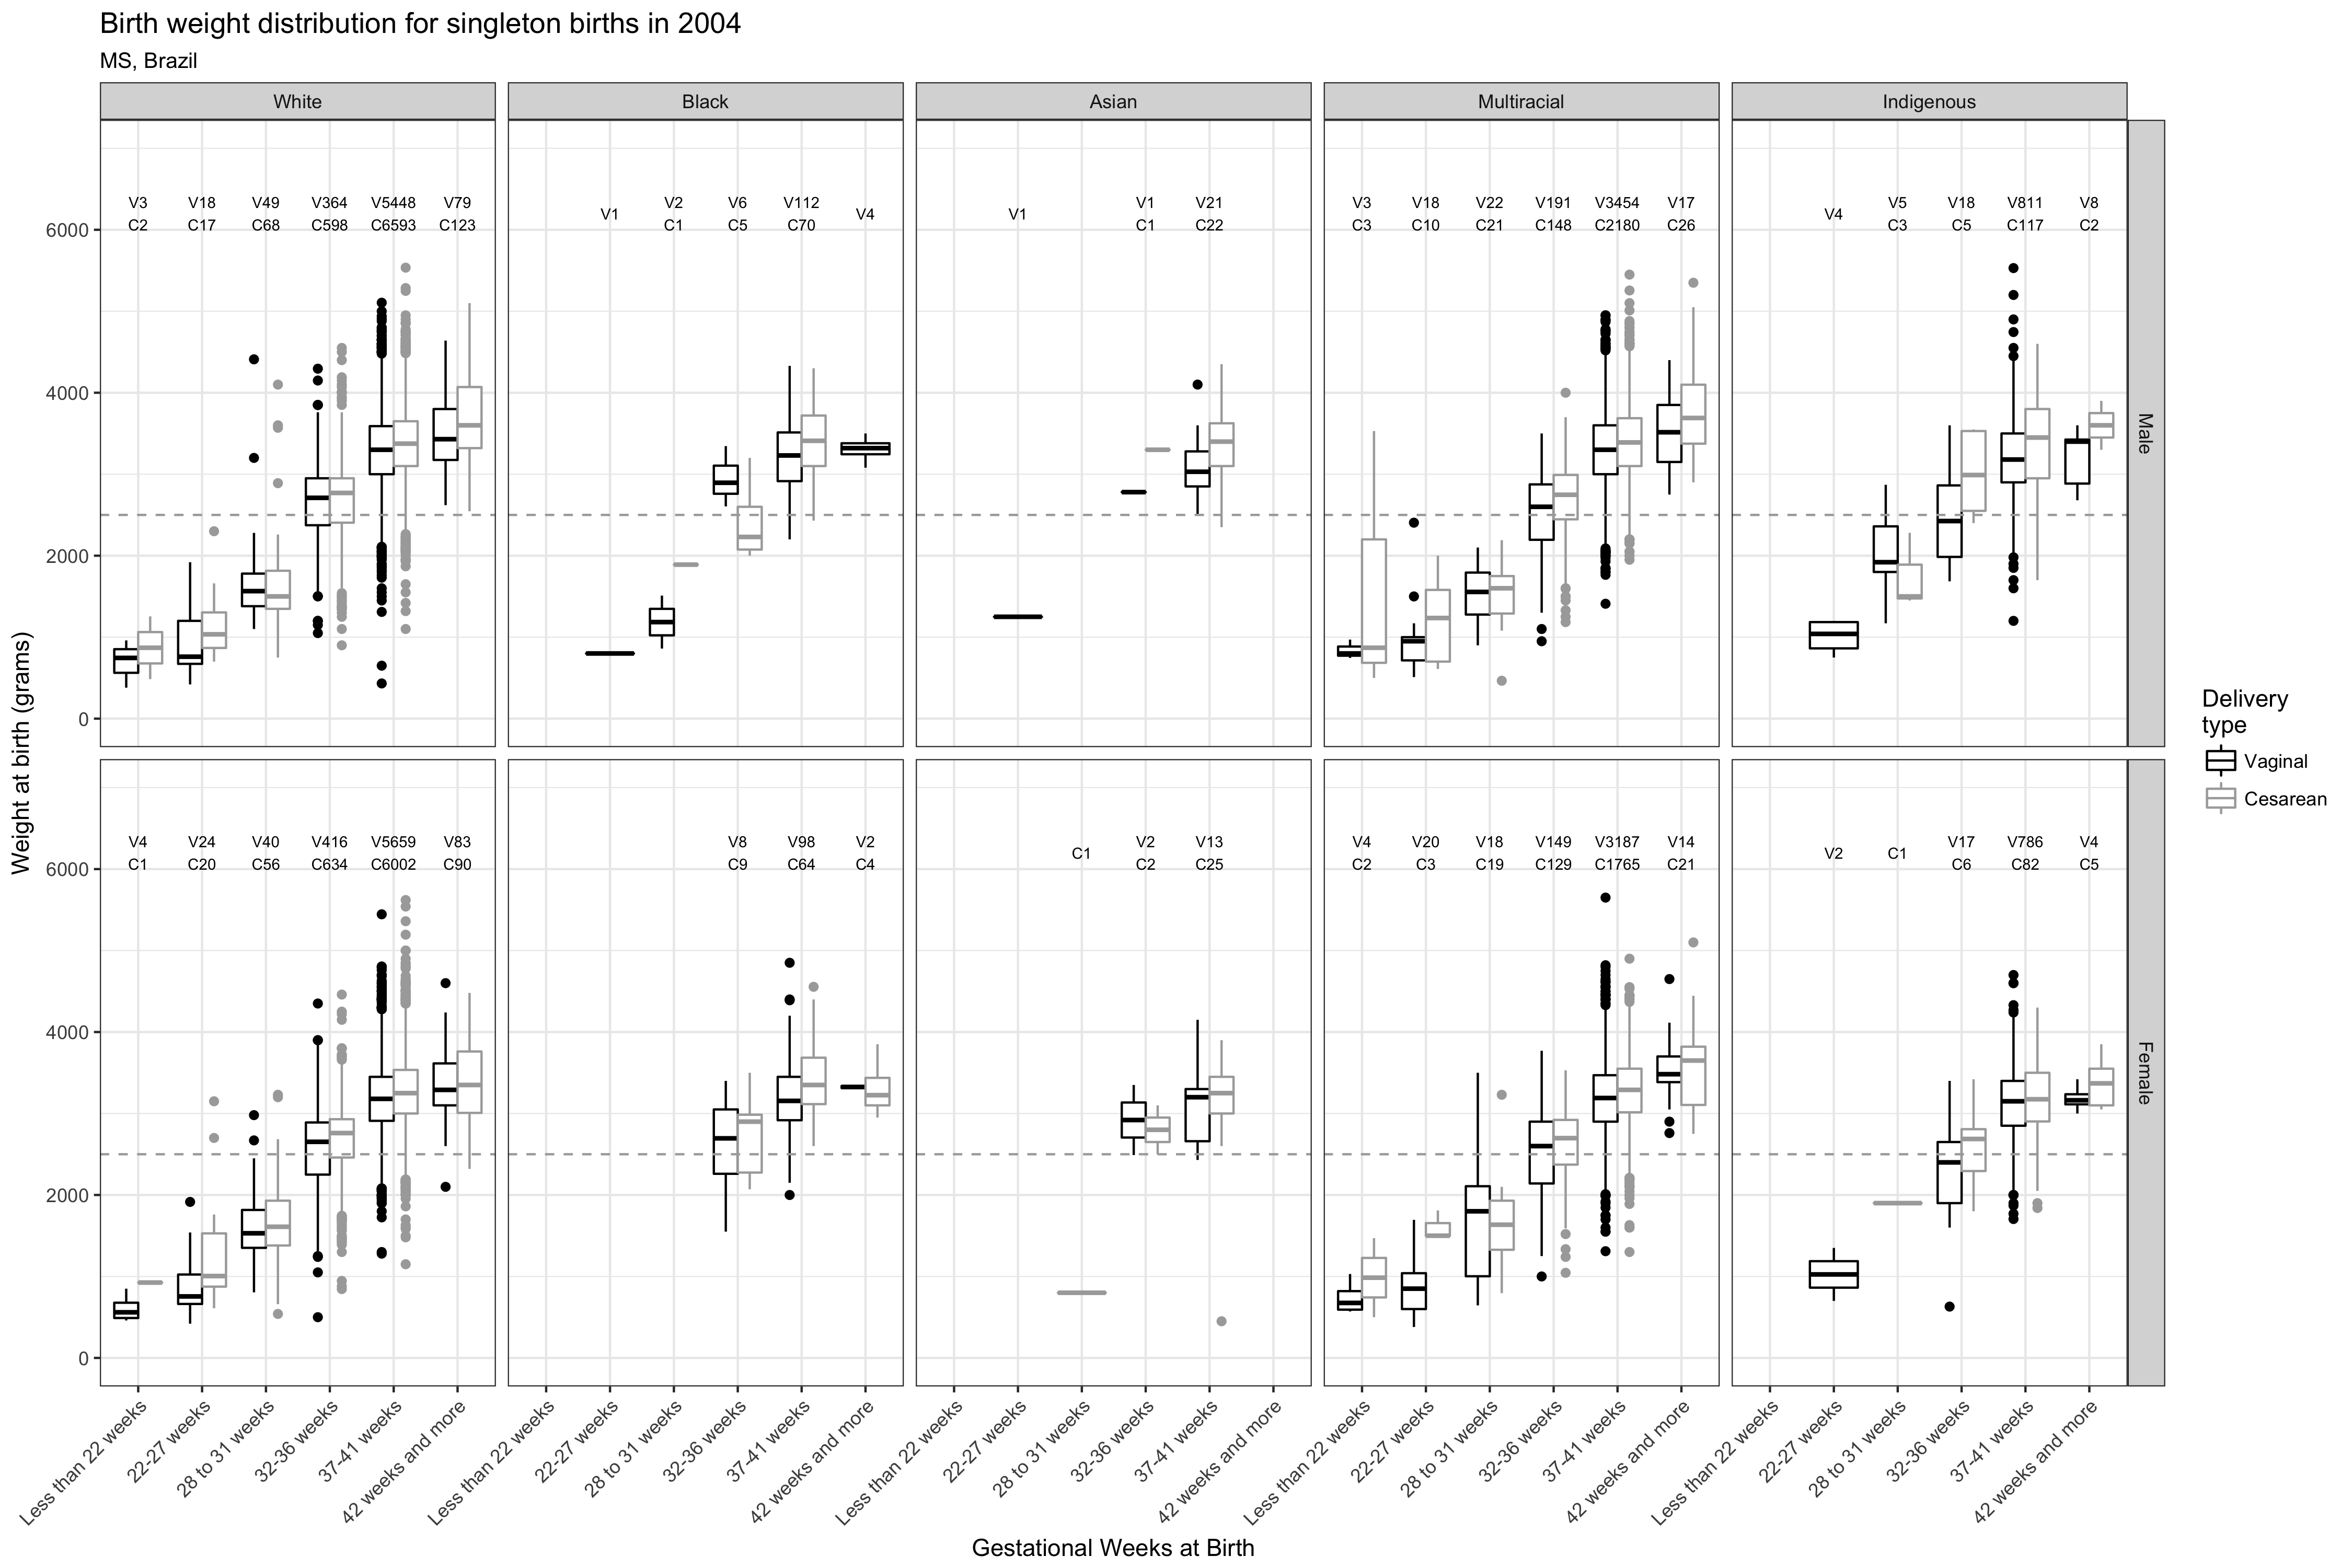 Birth weight distribution for singleton births in 2004
MS, Brazil
White Black Asian Multiracial Indigenous
V3 V18 V49 V364 V5448 V79
C2 C17 C68 C598 C6593 C123
V1 V2 V6 V112 V4
C1 C5 C70
V1 V1 V21
C1 C22
V3 V18 V22 V191 V3454 V17
C3 C10 C21 C148 C2180 C26
V4 V5 V18 V811 V8
C3 C5 C117 C2
6000
4000
2000
0
Male
V4 V24 V40 V416 V5659 V83
C1 C20 C56 C634 C6002 C90
V8 V98 V2
C9 C64 C4
C1 V2 V13
C2 C25
V4 V20 V18 V149 V3187 V14
C2 C3 C19 C129 C1765 C21
V2 C1 V17 V786 V4
C6 C82 C5
6000
4000
2000
0
Female
Weight at birth (grams)
Less than 22 weeks
22-27 weeks
28 to 31 weeks
32-36 weeks
37-41 weeks
42 weeks and more
Less than 22 weeks
22-27 weeks
28 to 31 weeks
32-36 weeks
37-41 weeks
42 weeks and more
Less than 22 weeks
22-27 weeks
28 to 31 weeks
32-36 weeks
37-41 weeks
42 weeks and more
Less than 22 weeks
22-27 weeks
28 to 31 weeks
32-36 weeks
37-41 weeks
42 weeks and more
Less than 22 weeks
22-27 weeks
28 to 31 weeks
32-36 weeks
37-41 weeks
42 weeks and more
Gestational Weeks at Birth
Delivery
type
Vaginal
Cesarean